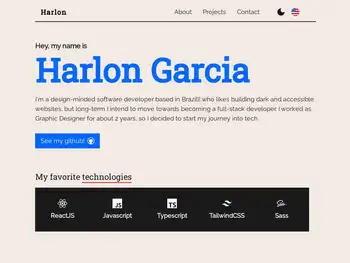 Harlon
About
Projects
Contact
Hey, my name is
Harlon Garcia
I'm a design-minded software developer based in Brazil! who likes building dark and accessible
websites, but long-term I intend to move towards becoming a full-stack developer. I worked as
Graphic Designer for about 2 years, so I decided to start my journey into tech.
See my github!
My favorite technologies
JS
TS
ReactJS
Javascript
Typescript
TailwindCSS
Sass